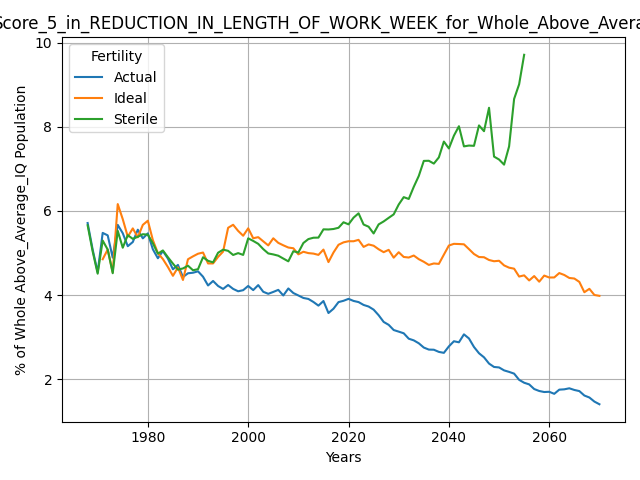 Score_5_in_REDUCTION_IN_LENGTH_OF_WORK_WEEK_for_Whole_Above_Avera
Fertility
Actual
Ideal
Sterile
% of Whole Above_Average_IQ Population
10
8
6
4
2
1980
2000
2020
2040
2060
Years